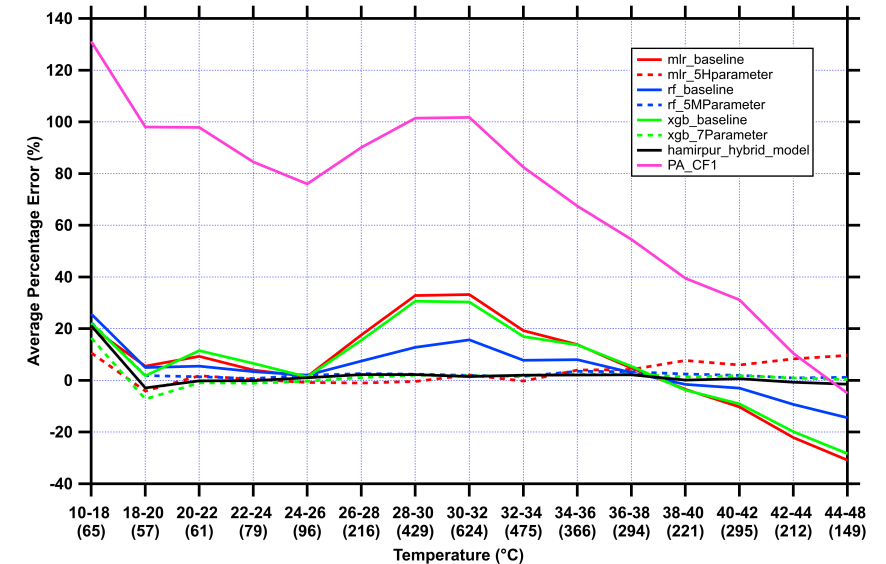 140
120
100
80
60
40
20
0
-20
-40
Average Percentage Error (%)
mlr_baseline
mlr_5Hparameter
rf_baseline
rf_5MParameter
xgb_baseline
xgb_7Parameter
hamirpur_hybrid_model
PA_CF1
10-18 18-20 20-22 22-24 24-26 26-28 28-30 30-32 32-34 34-36 36-38 38-40 40-42 42-44 44-48
(65) (57) (61) (79) (96) (216) (429) (624) (475) (366) (294) (221) (295) (212) (149)
Temperature (°C)